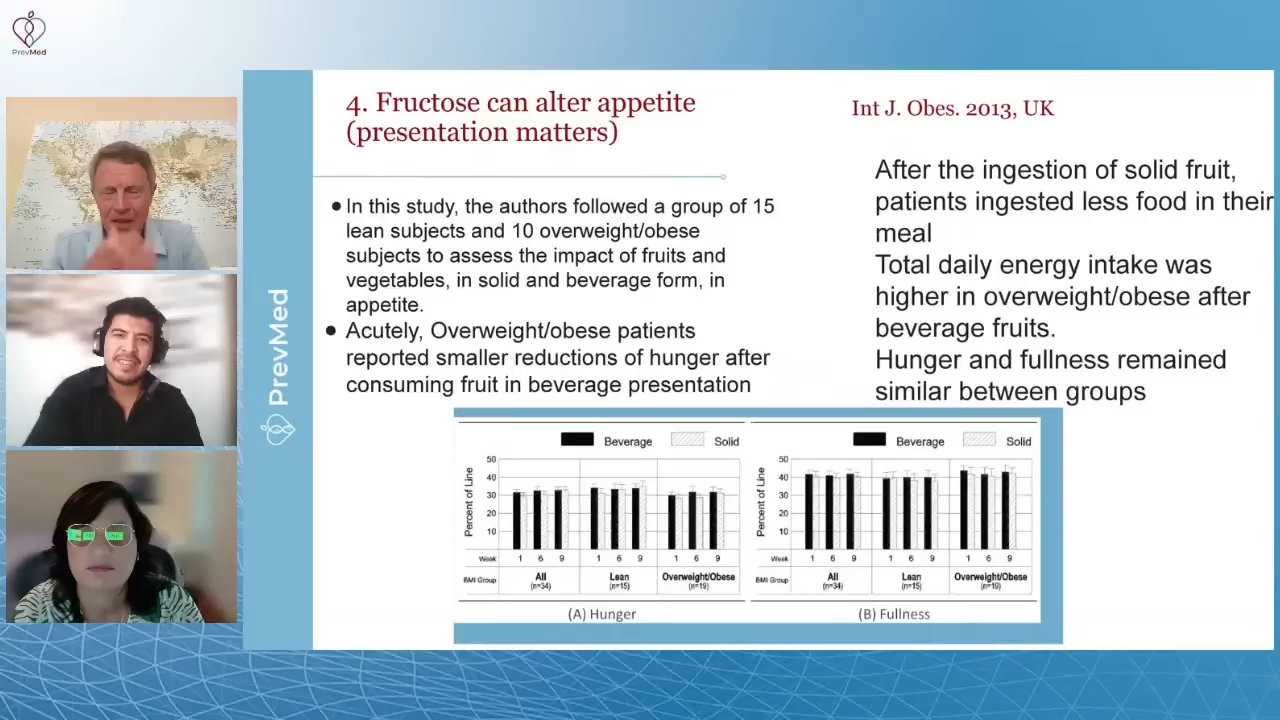 PrevMed
4. Fructose can alter appetite
(presentation matters)
Int J. Obes. 2013, UK
● In this study, the authors followed a group of 15
lean subjects and 10 overweight/obese
subjects to assess the impact of fruits and
vegetables, in solid and beverage form, in
appetite.
● Acutely, Overweight/obese patients
reported smaller reductions of hunger after
consuming fruit in beverage presentation
After the ingestion of solid fruit,
patients ingested less food in their
meal
Total daily energy intake was
higher in overweight/obese after
beverage fruits.
Hunger and fullness remained
similar between groups
PrevMed
Beverage Solid
Percent of Line
50
40
30
20
10
Week 1 6 9 1 6 9 1 6 9
BMI Group All Lean Overweight/Obese
(n=34) (n=15) (n=19)
(A) Hunger
Beverage Solid
Percent of Line
50
40
30
20
10
Week 1 6 9 1 6 9 1 6 9
BMI Group All Lean Overweight/Obese
(n=34) (n=15) (n=19)
(B) Fullness